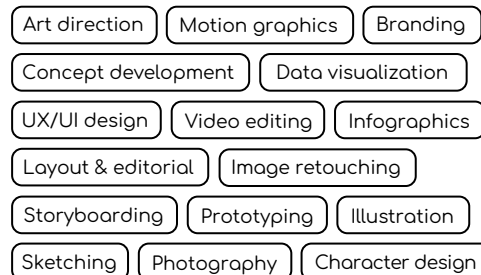 Art direction Motion graphics Branding
Concept development Data visualization
UX/UI design Video editing Infographics
Layout & editorial Image retouching
Storyboarding Prototyping Illustration
Sketching Photography Character design